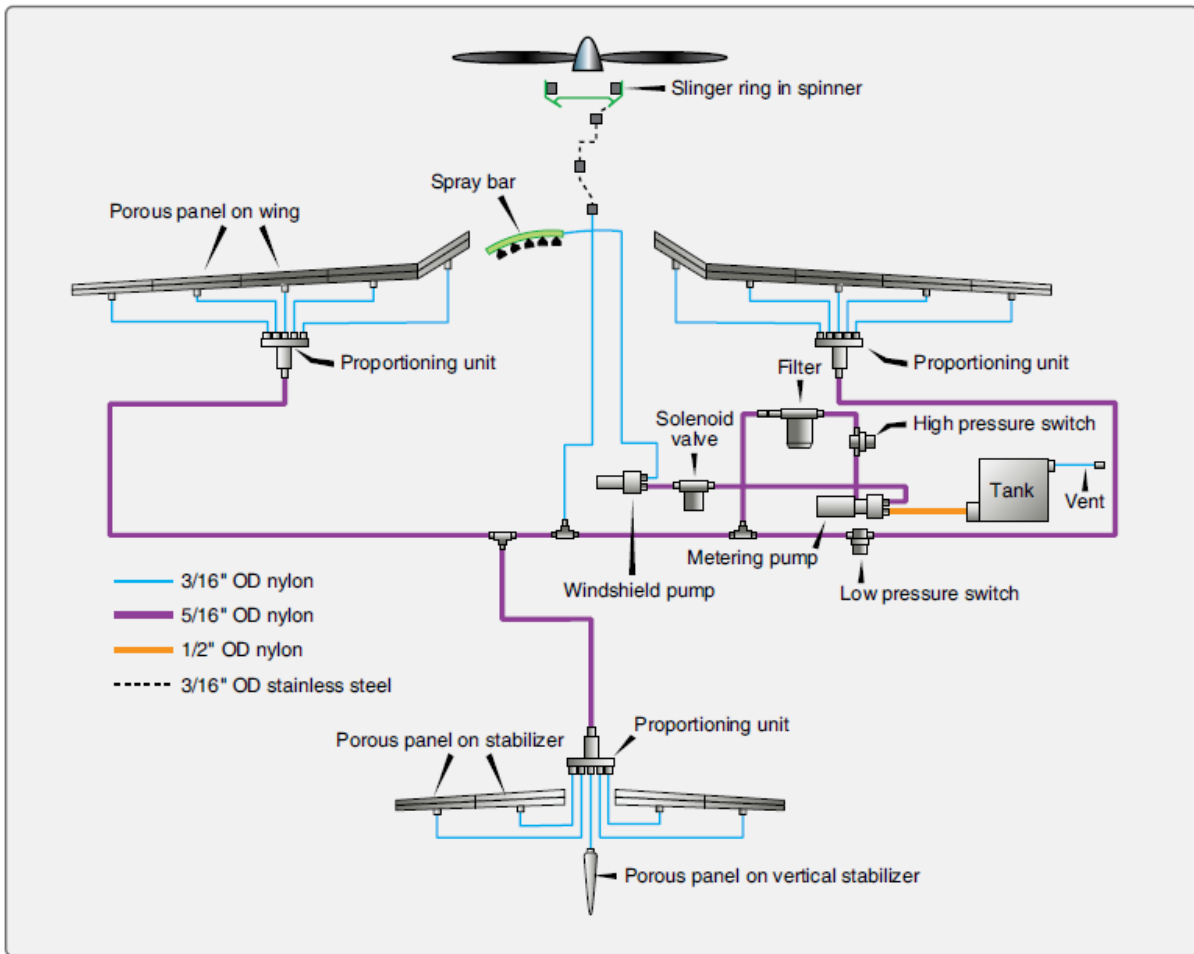 Slinger ring in spinner
Spray bar
Porous panel on wing
Proportioning unit
Proportioning unit
Filter
High pressure switch
Solenoid
valve
Tank
Vent
Metering pump
Windshield pump
Low pressure switch
3/16" OD nylon
5/16" OD nylon
1/2" OD nylon
3/16" OD stainless steel
Proportioning unit
Porous panel on stabilizer
Porous panel on vertical stabilizer